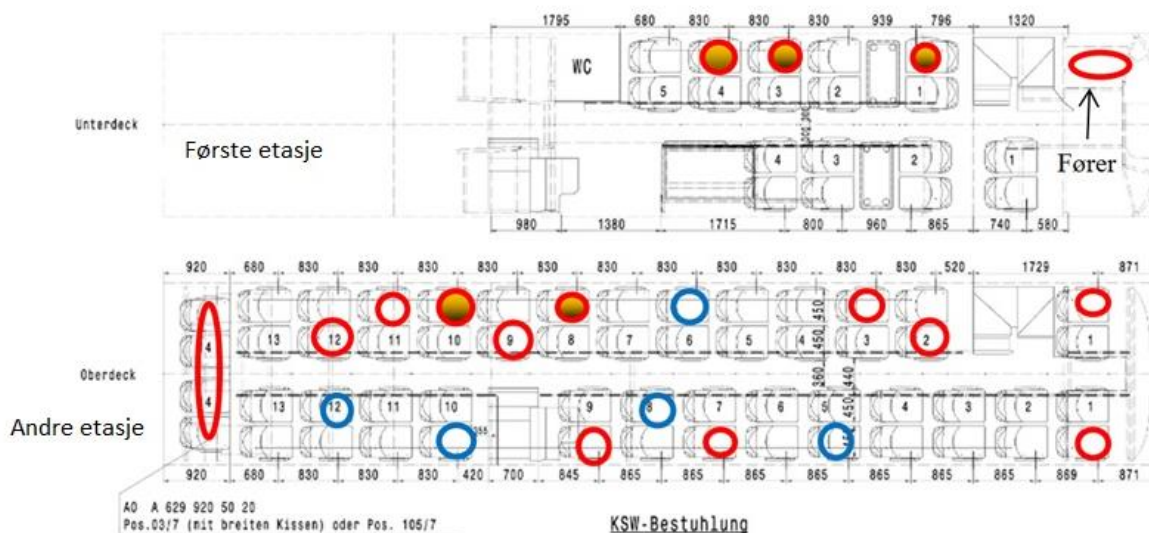 1795 680 830 830 830 939 796 1320
WC
5 4 3 2 1
Unterdeck
Første etasje
Fører
4 3 2 1
980 1380 1715 800 960 865 740 580
920 680 830 830 830 830 830 830 830 830 830 830 520 1729 871
450
4 13 12 11 10 9 8 7 6 5 4 3 2 1
450
Oberdeck
360 440
4 13 12 11 10 9 8 7 6 5 4 3 2 1
450
Andre etasje
920 680 830 830 830 420 700 845 865 865 865 865 865 865 869 871
A0 A 629 920 50 20
Pos.03/7 (mit breiten Kissen) oder Pos. 105/7
KSW-Bestuhlung